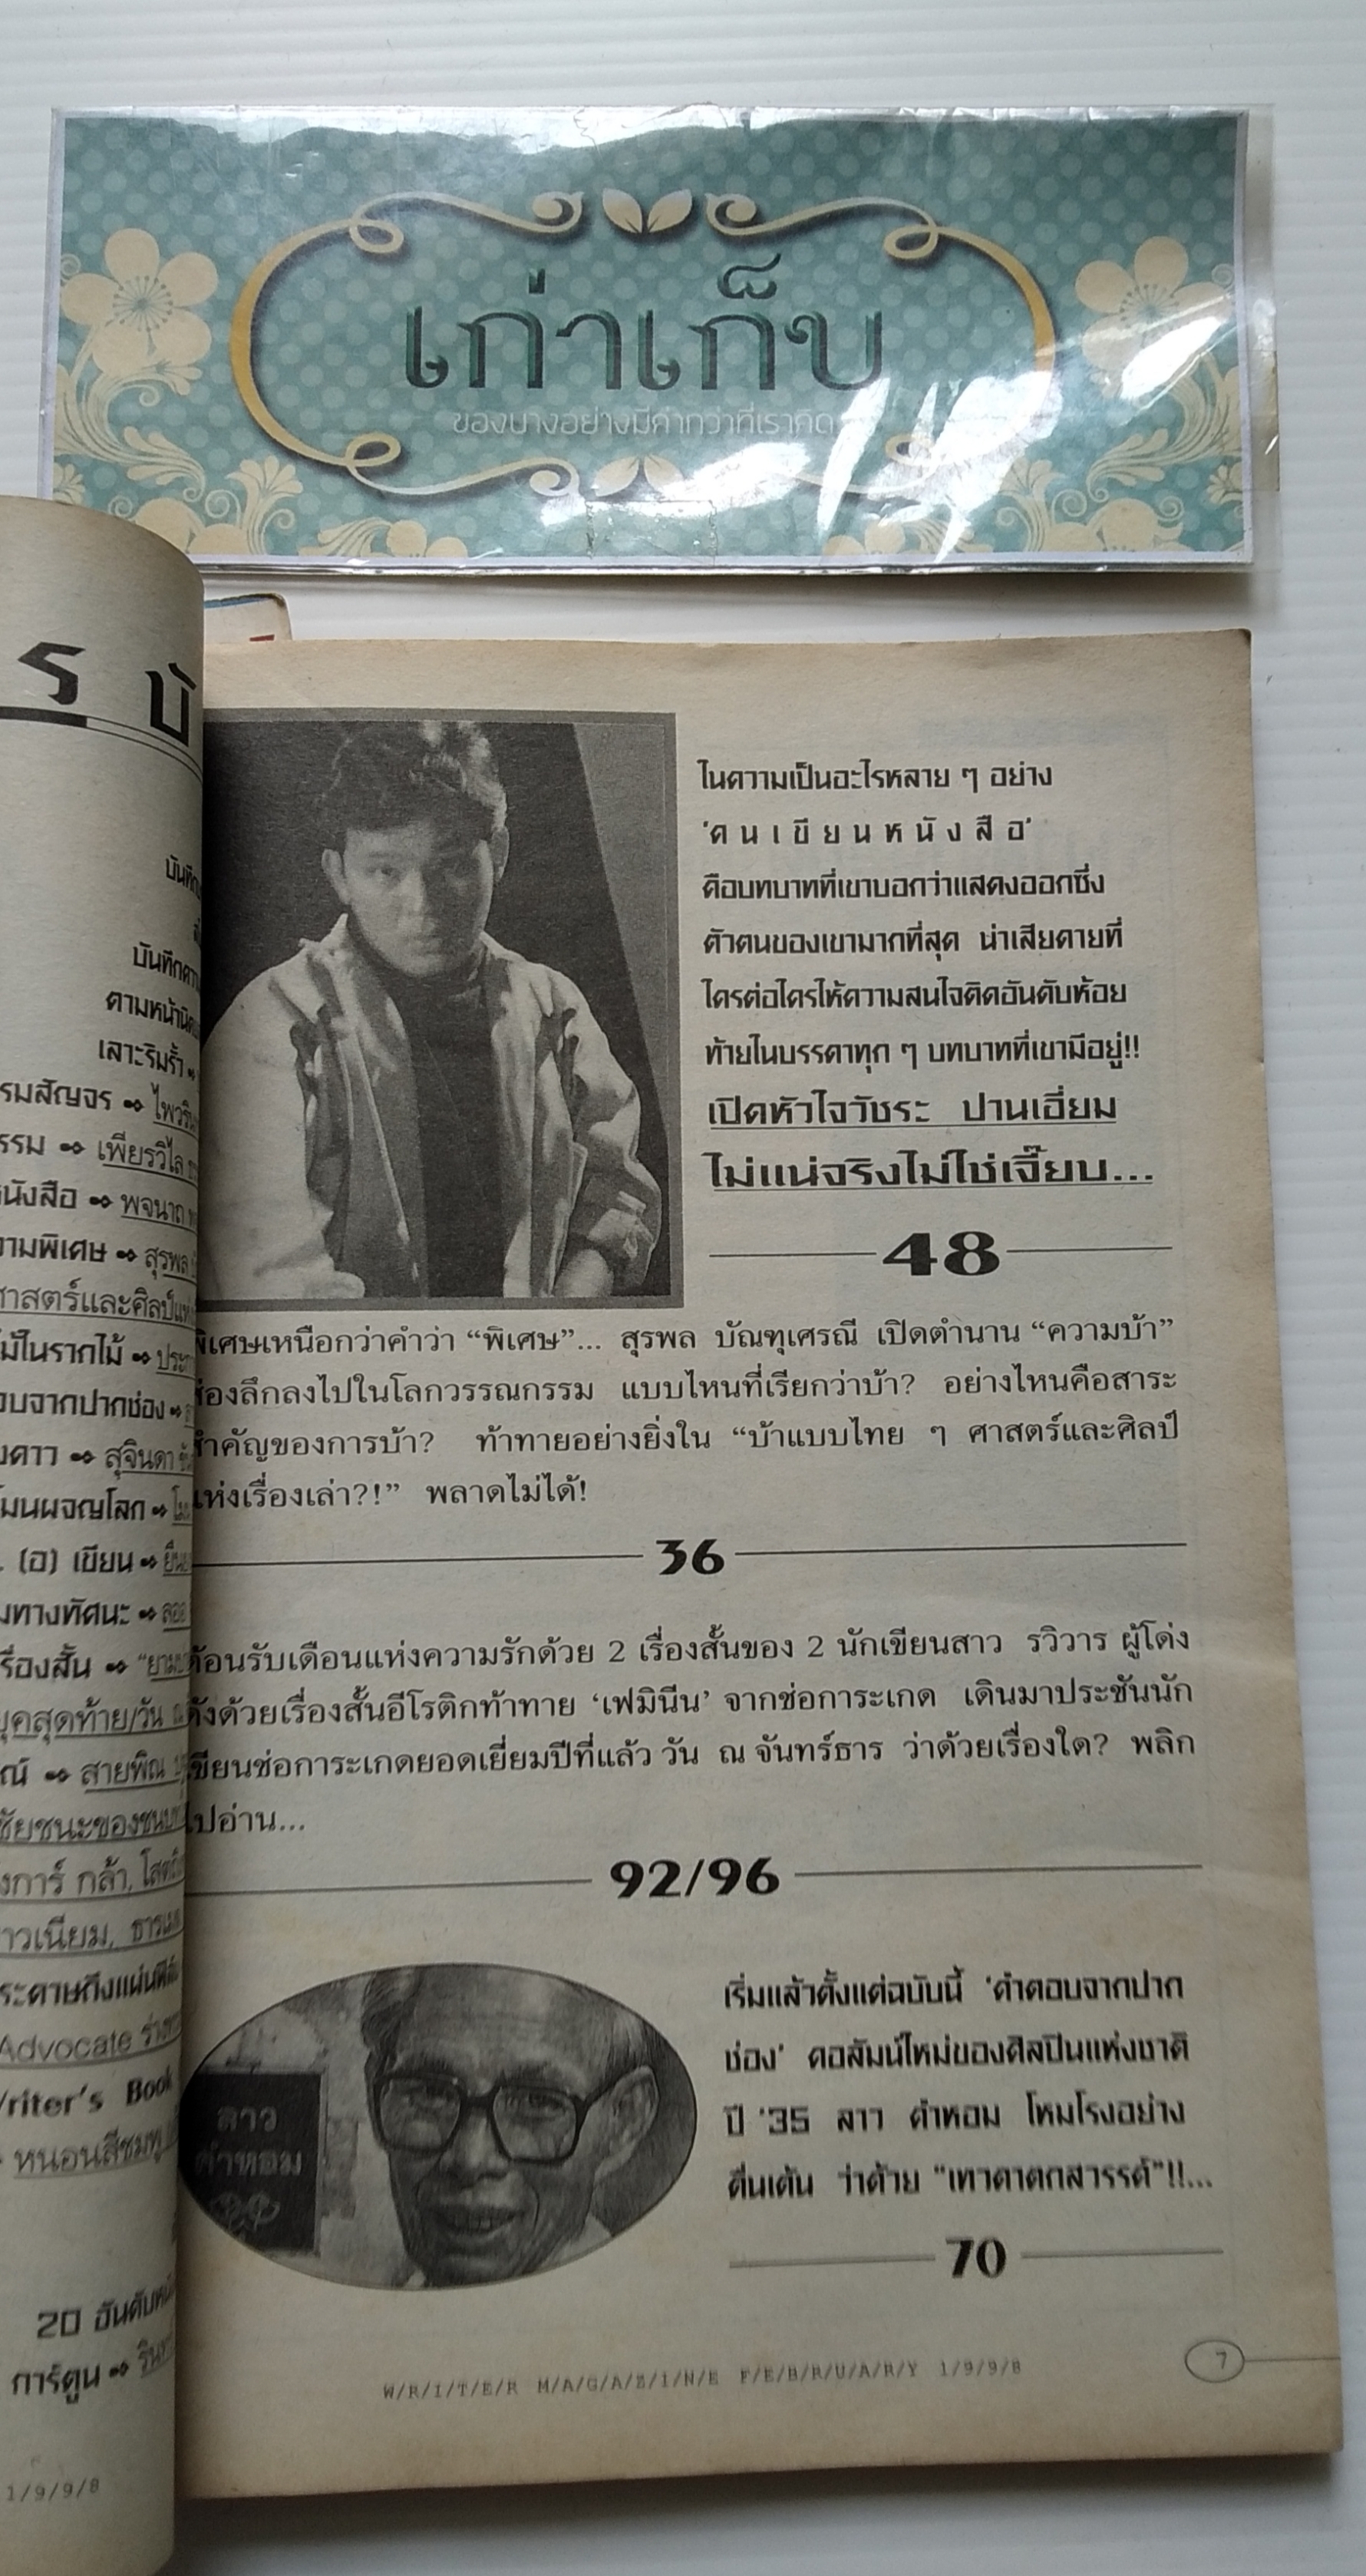 เก่าเก็บ
ของบางอย่างมีค่ากว่าที่เราคิด
ร บั
บันทึก
บันทึกความ
ตามหน้า
เลาะริมรั้ว
รมสัญจร
รรม เพียรวิไล
นังสือ พจนาถ
วามพิเศษ สุรพล
าสตร์และศิลป์แห่ง
ม้ในรากไม้
อบจากปากช่อง
งดาว สุจินดา
มนผจญโลก
(อ) เขียน
มทางทัศนะ
รื่องสั้น
ยุคสุดท้าย/วัน ณ
ณ์ สายพิณ
ชัยชนะของชน
งการ์ กล้า,
าวเนียม,
ระดาษถึงแผ่นฟิล์ม
Advocate
riter's Book
หนอนสีชมพู
20 อันดับ
การ์ตูน
1/9/9/8
ในความเป็นอะไรหลาย ๆ อย่าง
'ค น เ ขี ย น ห นั ง สื อ'
คือบทบาทที่เขาบอกว่าแสดงออกซึ่ง
ตัวตนของเขามากที่สุด น่าเสียดายที่
ใครต่อใครให้ความสนใจติดอันดับห้อย
ท้ายในบรรดาทุก ๆ บทบาทที่เขามีอยู่!!
เปิดหัวใจวัชระ ปานเอี่ยม
ไม่แน่จริงไม่ใช่เจี๊ยบ...
48
พิเศษเหนือกว่าคำว่า “พิเศษ”... สุรพล บัณฑุเศรณี เปิดตำนาน “ความบ้า”
ส่องลึกลงไปในโลกวรรณกรรม แบบไหนที่เรียกว่าบ้า? อย่างไหนคือสาระ
สำคัญของการบ้า? ท้าทายอย่างยิ่งใน “บ้าแบบไทย ๆ ศาสตร์และศิลป์
แห่งเรื่องเล่า?!” พลาดไม่ได้!
36
ต้อนรับเดือนแห่งความรักด้วย 2 เรื่องสั้นของ 2 นักเขียนสาว รวิวาร ผู้โด่ง
ดังด้วยเรื่องสั้นอีโรติกท้าทาย ‘เฟมินีน’ จากช่อการะเกด เดินมาประชันนัก
เขียนช่อการะเกดยอดเยี่ยมปีที่แล้ว วัน ณ จันทร์ธาร ว่าด้วยเรื่องใด? พลิก
ไปอ่าน...
92/96
ลาว
คำหอม
เริ่มแล้วตั้งแต่ฉบับนี้ 'คำตอบจากปาก
ช่อง' คอลัมน์ใหม่ของศิลปินแห่งชาติ
ปี '35 ลาว คำหอม โหมโรงอย่าง
ตื่นเต้น ว่าด้วย "เทวดาตกสวรรค์"!!...
70
W/R/I/T/E/R M/A/G/A/Z/I/N/E F/E/B/R/U/A/R/Y 1/9/9/8
7